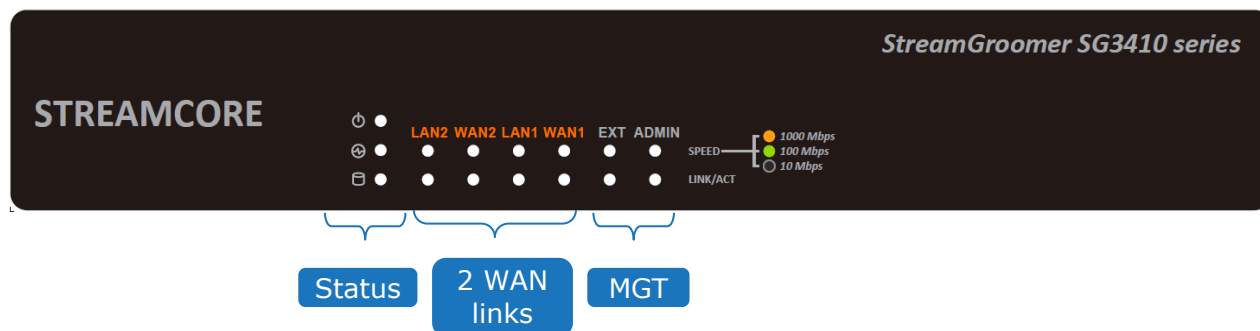 StreamGroomer SG3410 series
STREAMCORE
LAN2 WAN2 LAN1 WAN1 EXT ADMIN
SPEED
1000 Mbps
100 Mbps
10 Mbps
LINK/ACT
Status
2 WAN
links
MGT